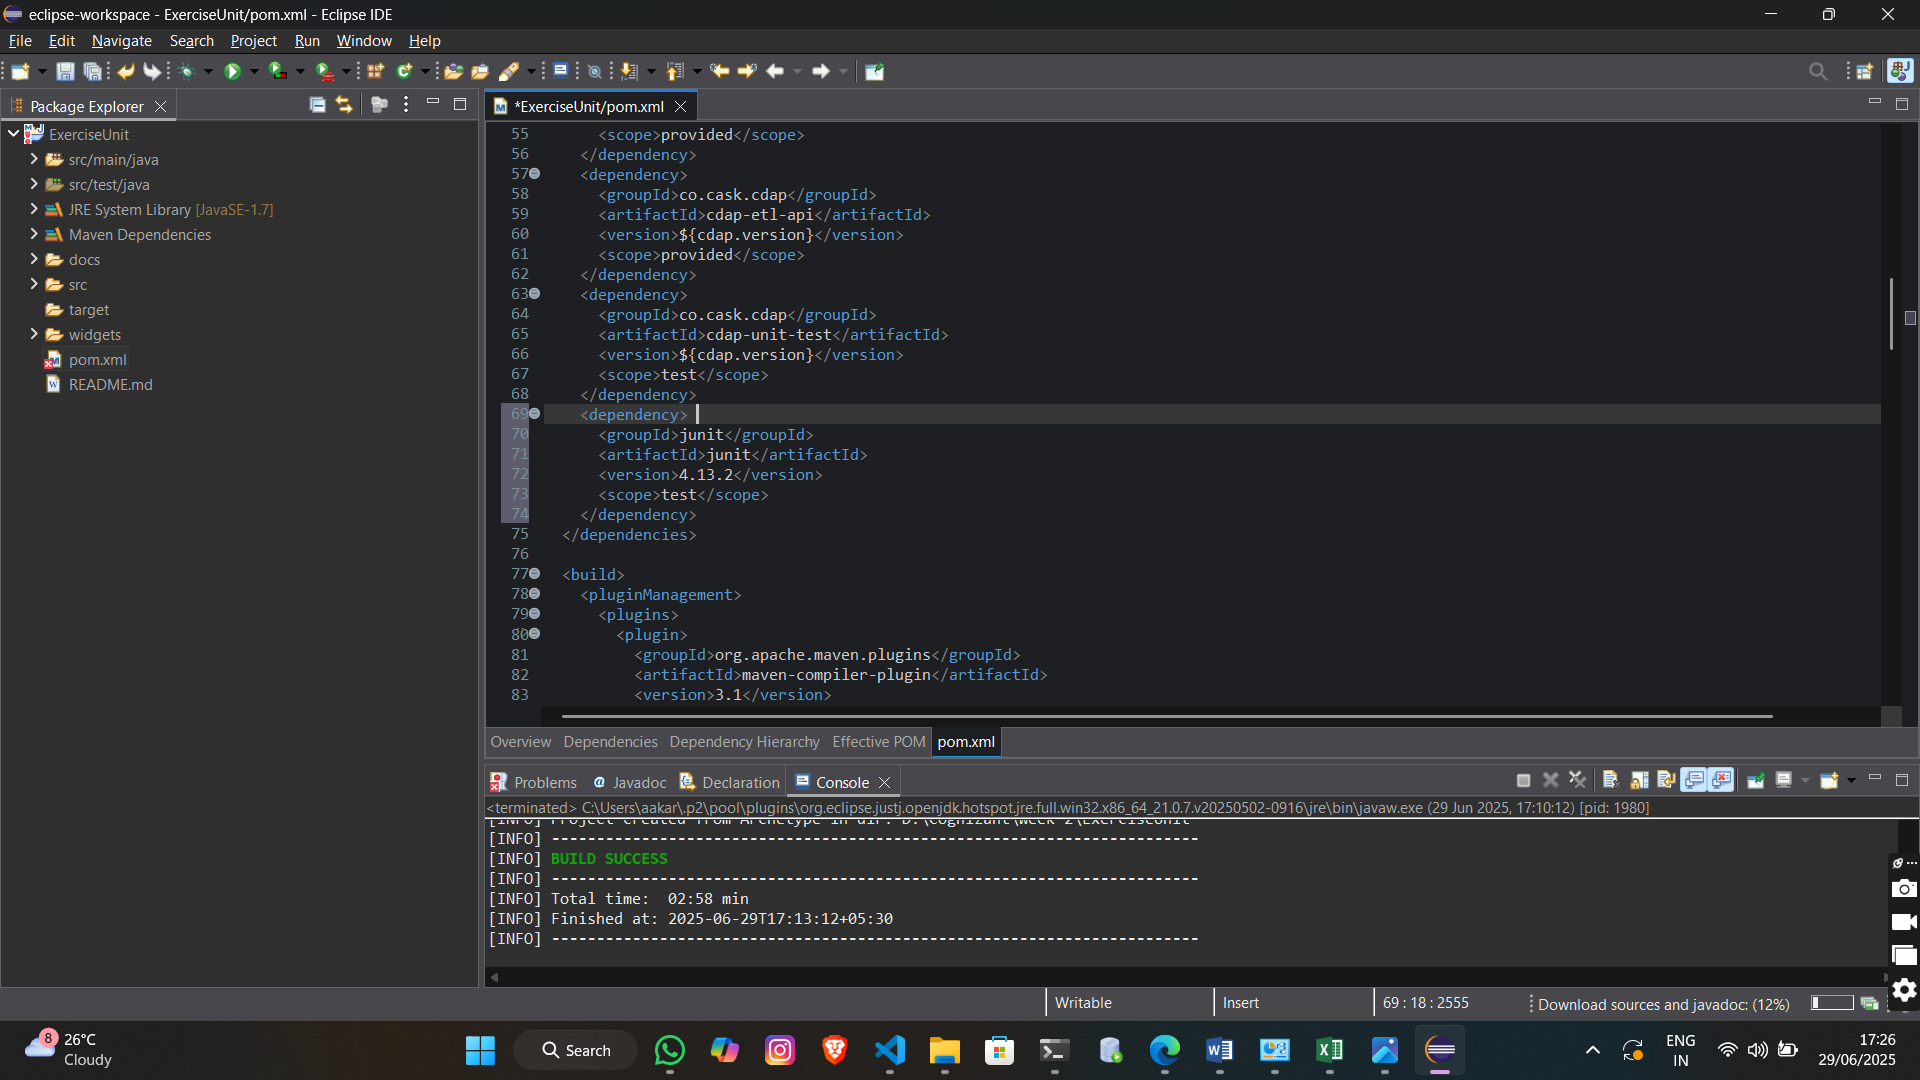 eclipse-workspace - ExerciseUnit/pom.xml - Eclipse IDE
File Edit Navigate Search Project Run Window Help
Package Explorer
ExerciseUnit
src/main/java
src/test/java
JRE System Library [JavaSE-1.7]
Maven Dependencies
docs
src
target
widgets
pom.xml
README.md
*ExerciseUnit/pom.xml
55 <scope>provided</scope>
56 </dependency>
57 <dependency>
58 <groupId>co.cask.cdap</groupId>
59 <artifactId>cdap-etl-api</artifactId>
60 <version>${cdap.version}</version>
61 <scope>provided</scope>
62 </dependency>
63 <dependency>
64 <groupId>co.cask.cdap</groupId>
65 <artifactId>cdap-unit-test</artifactId>
66 <version>${cdap.version}</version>
67 <scope>test</scope>
68 </dependency>
69 <dependency>
70 <groupId>junit</groupId>
71 <artifactId>junit</artifactId>
72 <version>4.13.2</version>
73 <scope>test</scope>
74 </dependency>
75 </dependencies>
76
77 <build>
78 <pluginManagement>
79 <plugins>
80 <plugin>
81 <groupId>org.apache.maven.plugins</groupId>
82 <artifactId>maven-compiler-plugin</artifactId>
83 <version>3.1</version>
Overview Dependencies Dependency Hierarchy Effective POM pom.xml
Problems Javadoc Declaration Console
<terminated> C:\Users\aakar\.p2\pool\plugins\org.eclipse.justj.openjdk.hotspot.jre.full.win32.x86_64_21.0.7.v20250502-0916\jre\bin\javaw.exe (29 Jun 2025, 17:10:12) [pid: 1980]
[INFO] Project created from Archetype in dir: D:\Cognizant\Week 2\ExerciseUnit
[INFO] ------------------------------------------------------------------------
[INFO] BUILD SUCCESS
[INFO] ------------------------------------------------------------------------
[INFO] Total time:  02:58 min
[INFO] Finished at: 2025-06-29T17:13:12+05:30
[INFO] ------------------------------------------------------------------------
Writable Insert 69 : 18 : 2555 Download sources and javadoc: (12%)
8
26°C
Cloudy
Search
ENG
IN
17:26
29/06/2025